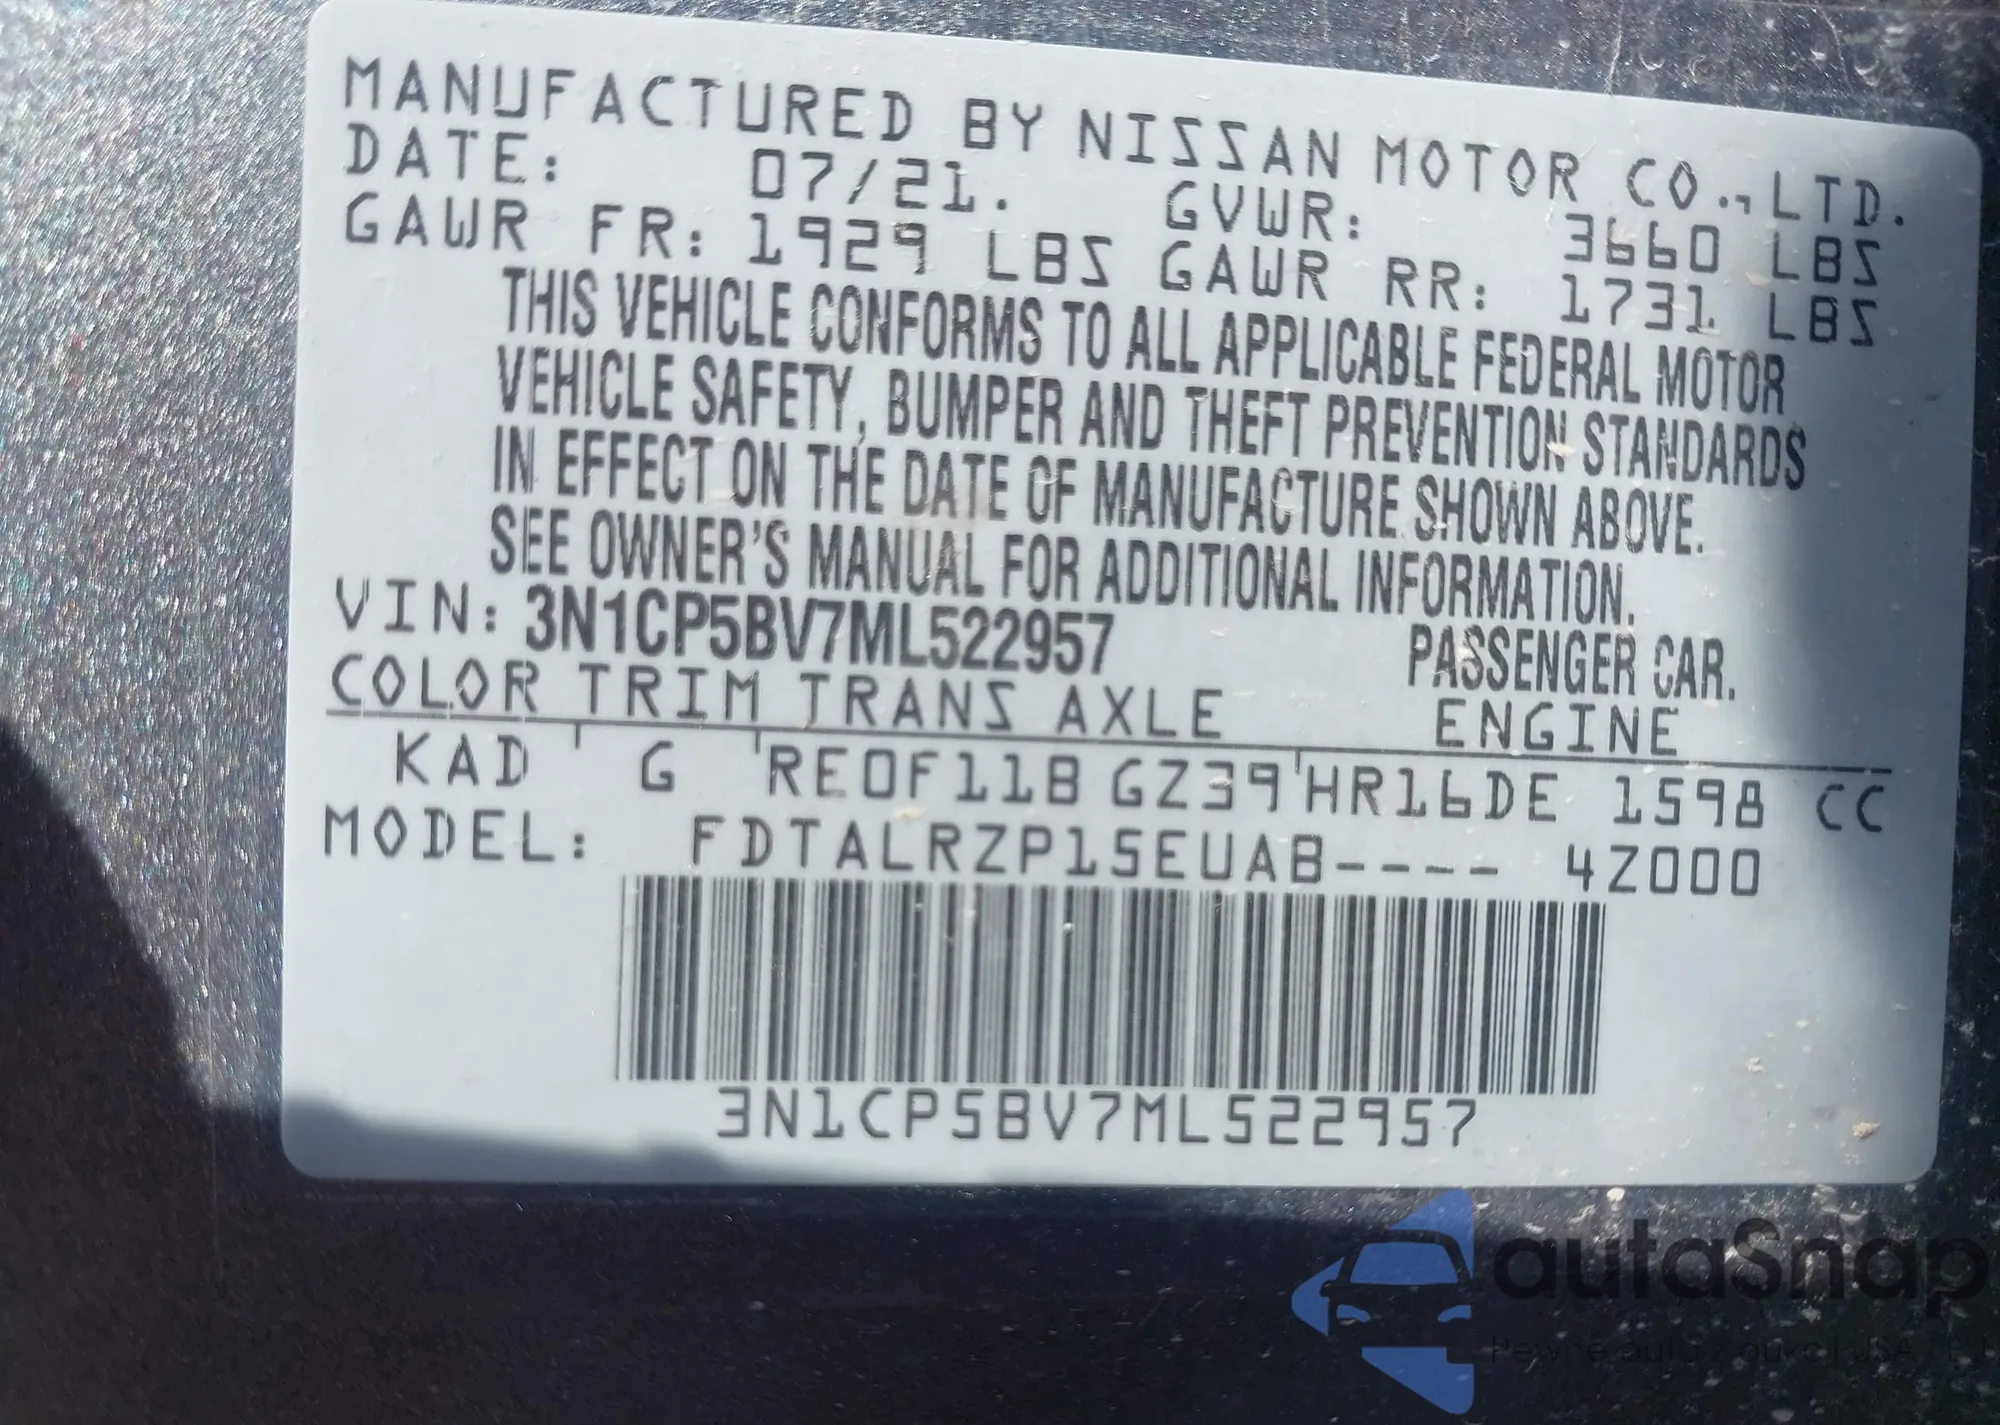 MANUFACTURED BY NISSAN MOTOR CO.,LTD.
DATE: 07/21. GVWR: 3660 LBS
GAWR FR: 1929 LBS GAWR RR: 1731 LBS
THIS VEHICLE CONFORMS TO ALL APPLICABLE FEDERAL MOTOR
VEHICLE SAFETY, BUMPER AND THEFT PREVENTION STANDARDS
IN EFFECT ON THE DATE OF MANUFACTURE SHOWN ABOVE.
SEE OWNER'S MANUAL FOR ADDITIONAL INFORMATION.
VIN: 3N1CP5BV7ML522957 PASSENGER CAR.
COLOR TRIM TRANS AXLE ENGINE
KAD G RE0F11B GZ39 HR16DE 1598 CC
MODEL: FDTALRZP15EUAB---- 4Z000
3N1CP5BV7ML522957
autaSnap